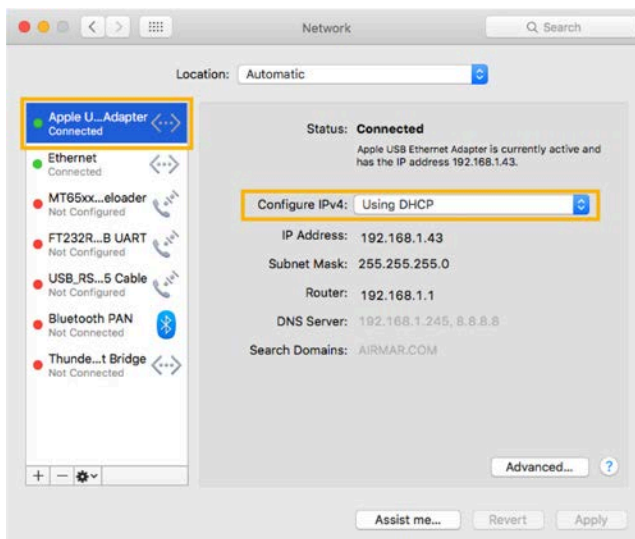 Network
Search
Location: Automatic
Apple U...Adapter
Connected
Ethernet
Connected
MT65xx...eloader
Not Configured
FT232R...B UART
Not Configured
USB_RS...5 Cable
Not Configured
Bluetooth PAN
Not Connected
Thunde...t Bridge
Not Connected
Status: Connected
Apple USB Ethernet Adapter is currently active and
has the IP address 192.168.1.43.
Configure IPv4: Using DHCP
IP Address: 192.168.1.43
Subnet Mask: 255.255.255.0
Router: 192.168.1.1
DNS Server: 192.168.1.245, 8.8.8.8
Search Domains: AIRMAR.COM
Advanced... ?
Assist me... Revert Apply